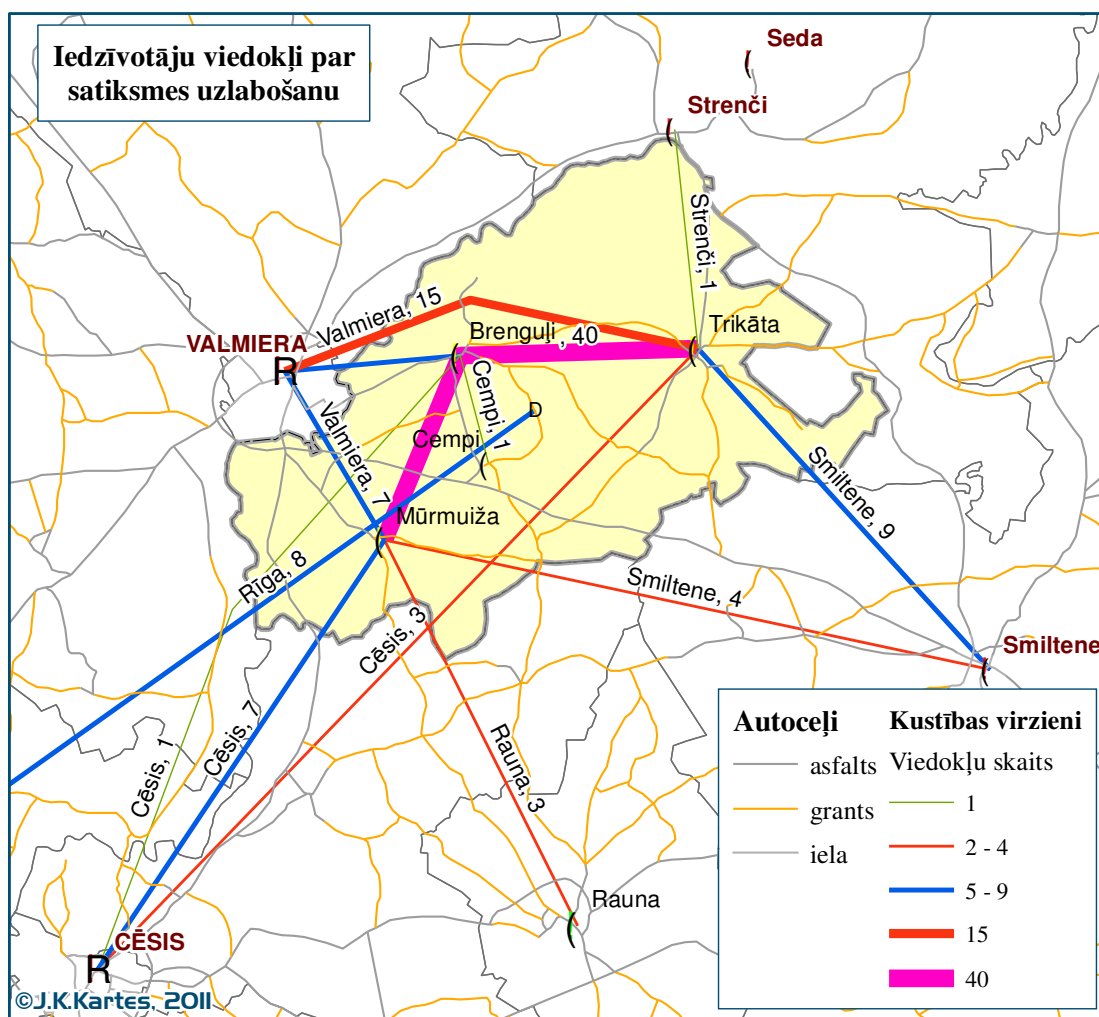 Iedzīvotāju viedokļi par
satiksmes uzlabošanu
Seda
Strenči
Strenči, 1
Valmiera, 15
Brenguļi , 40
Trikāta
VALMIERA
R
Cempi, 1
D
Valmiera, 7
Cempi
Mūrmuiža
Smiltene, 9
Rīga, 8
Smiltene, 4
Cēsis, 3
Smiltene
Cēsis, 7
Rauna, 3
Cēsis, 1
Rauna
CĒSIS
R
Autoceļi
asfalts
grants
iela
Kustības virzieni
Viedokļu skaits
1
2 - 4
5 - 9
15
40
©J.K.Kartes, 2011